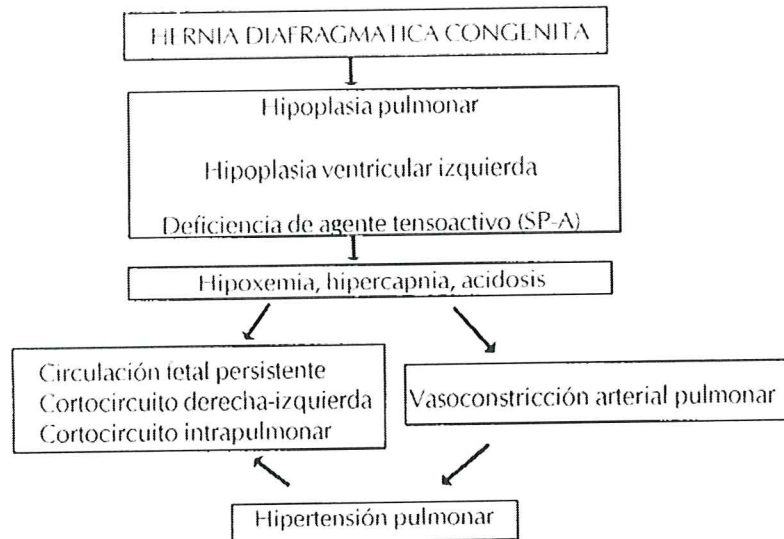 HERNIA DIAFRAGMATICA CONGENITA
Hipoplasia pulmonar
Hipoplasia ventricular izquierda
Deficiencia de agente tensoactivo (SP-A)
Hipoxemia, hipercapnia, acidosis
Circulación fetal persistente
Cortocircuito derecha-izquierda
Cortocircuito intrapulmonar
Vasoconstricción arterial pulmonar
Hipertensión pulmonar